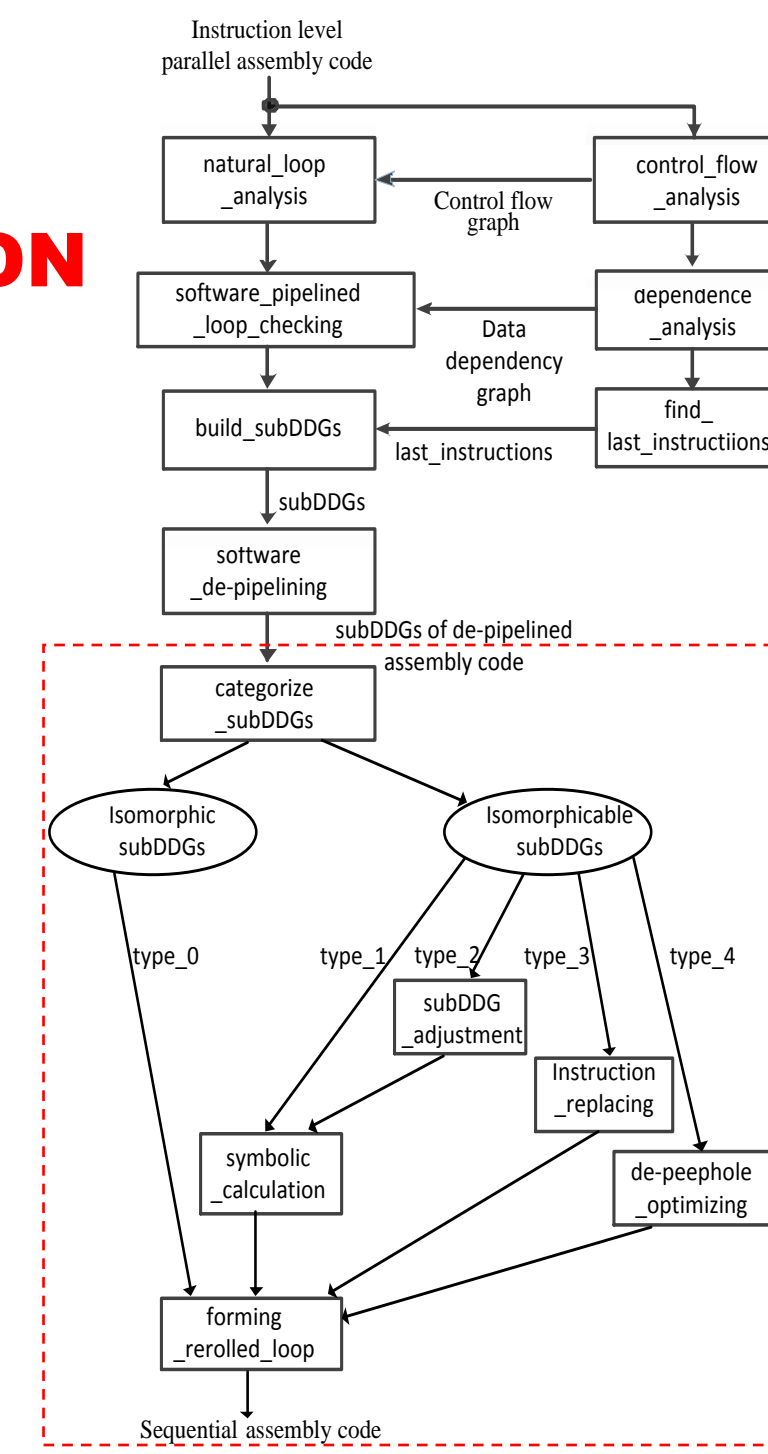 Instruction level
parallel assembly code
natural_loop
_analysis
control_flow
_analysis
Control flow
graph
ON
software_pipelined
_loop_checking
dependence
_analysis
Data
dependency
graph
build_subDDGs
find_
last_instructiions
last_instructions
subDDGs
software
_de-pipelining
subDDGs of de-pipelined
assembly code
categorize
_subDDGs
Isomorphic
subDDGs
Isomorphicable
subDDGs
type_0
type_1
type_2
type_3
type_4
subDDG
_adjustment
Instruction
_replacing
symbolic
_calculation
de-peephole
_optimizing
forming
_rerolled_loop
Sequential assembly code